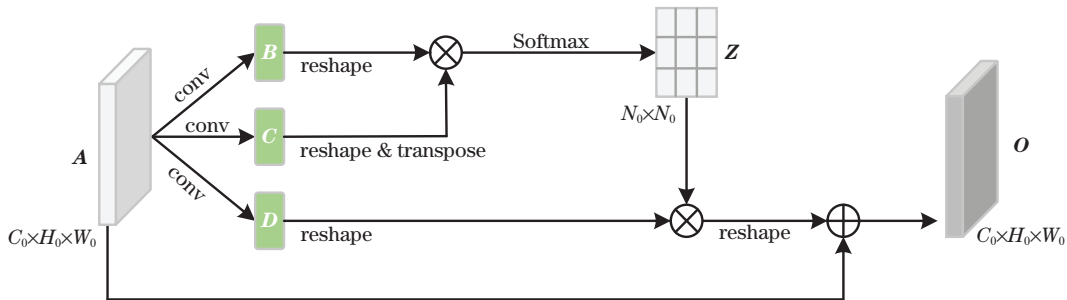 B
Softmax
Z
reshape
conv
conv
C
N₀×N₀
reshape & transpose
A
O
conv
D
C₀×H₀×W₀
reshape
reshape
C₀×H₀×W₀